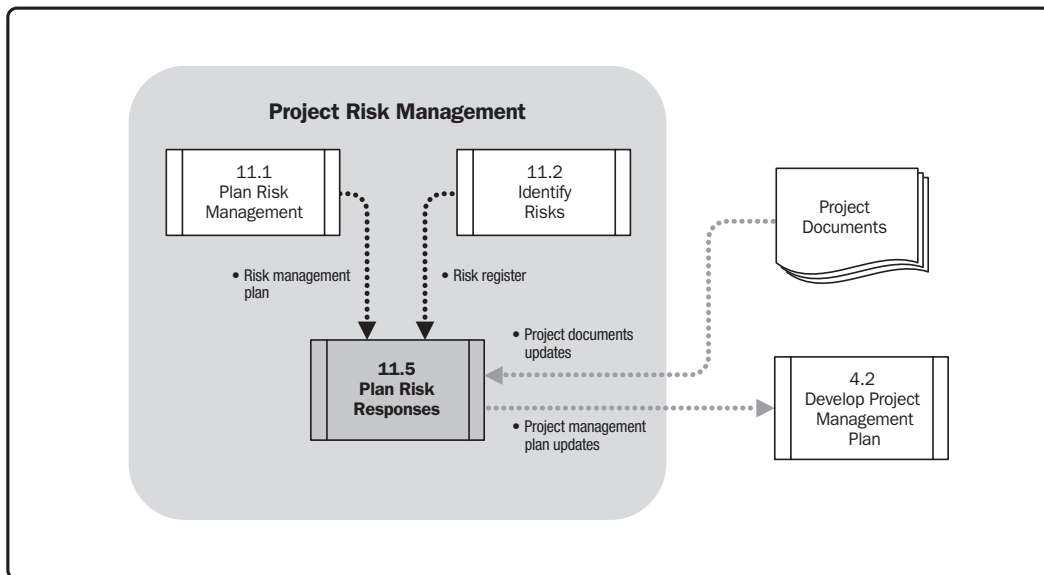 Project Risk Management
11.1
Plan Risk
Management
11.2
Identify
Risks
Project
Documents
• Risk management
plan
• Risk register
• Project documents
updates
11.5
Plan Risk
Responses
4.2
Develop Project
Management
Plan
• Project management
plan updates